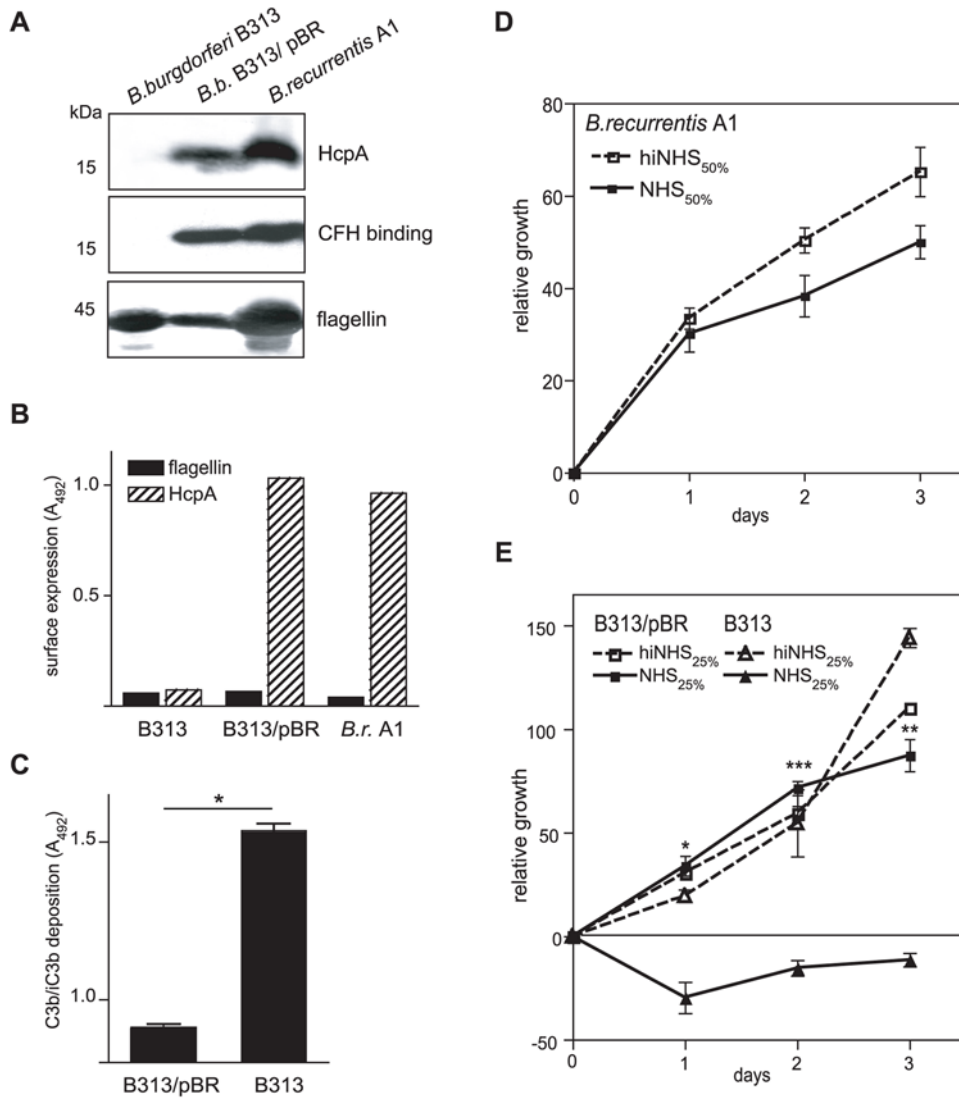 A
B.burgdorferi B313
B.b. B313/ pBR
B.recurrentis A1
kDa
15
HcpA
15
CFH binding
45
flagellin
B
surface expression (A492)
flagellin
HcpA
1.0
0.5
B313
B313/pBR
B.r. A1
C
C3b/iC3b deposition (A492)
*
1.5
1.0
B313/pBR
B313
D
relative growth
B.recurrentis A1
hiNHS50%
NHS50%
80
60
40
20
0
0
1
2
3
days
E
relative growth
B313/pBR
B313
hiNHS25%
hiNHS25%
NHS25%
NHS25%
150
100
50
0
-50
*
***
**
0
1
2
3
days